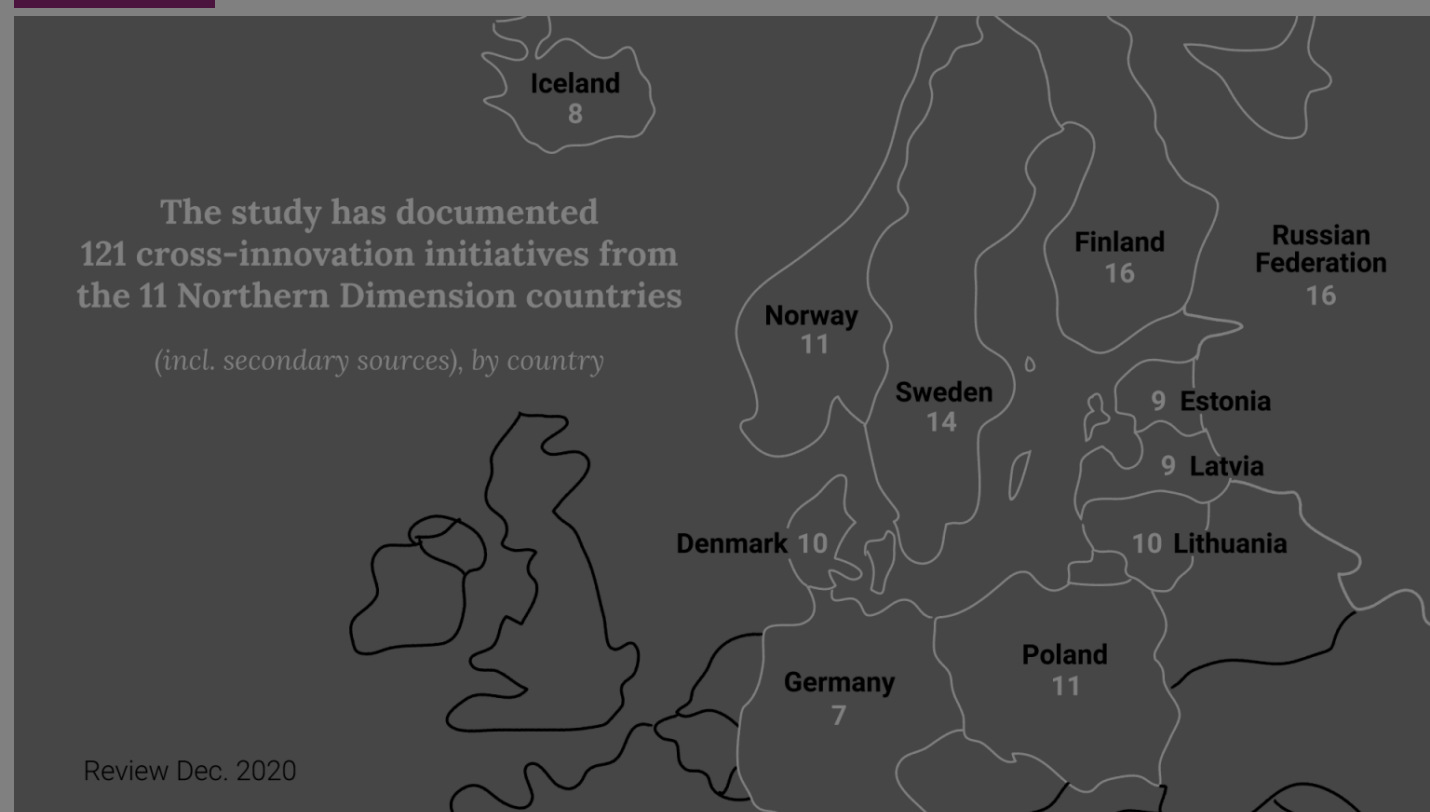 Iceland
8
The study has documented
121 cross-innovation initiatives from
the 11 Northern Dimension countries
(incl. secondary sources), by country
Finland
16
Russian
Federation
16
Norway
11
Sweden
14
9 Estonia
9 Latvia
Denmark 10
10 Lithuania
Poland
11
Germany
7
Review Dec. 2020